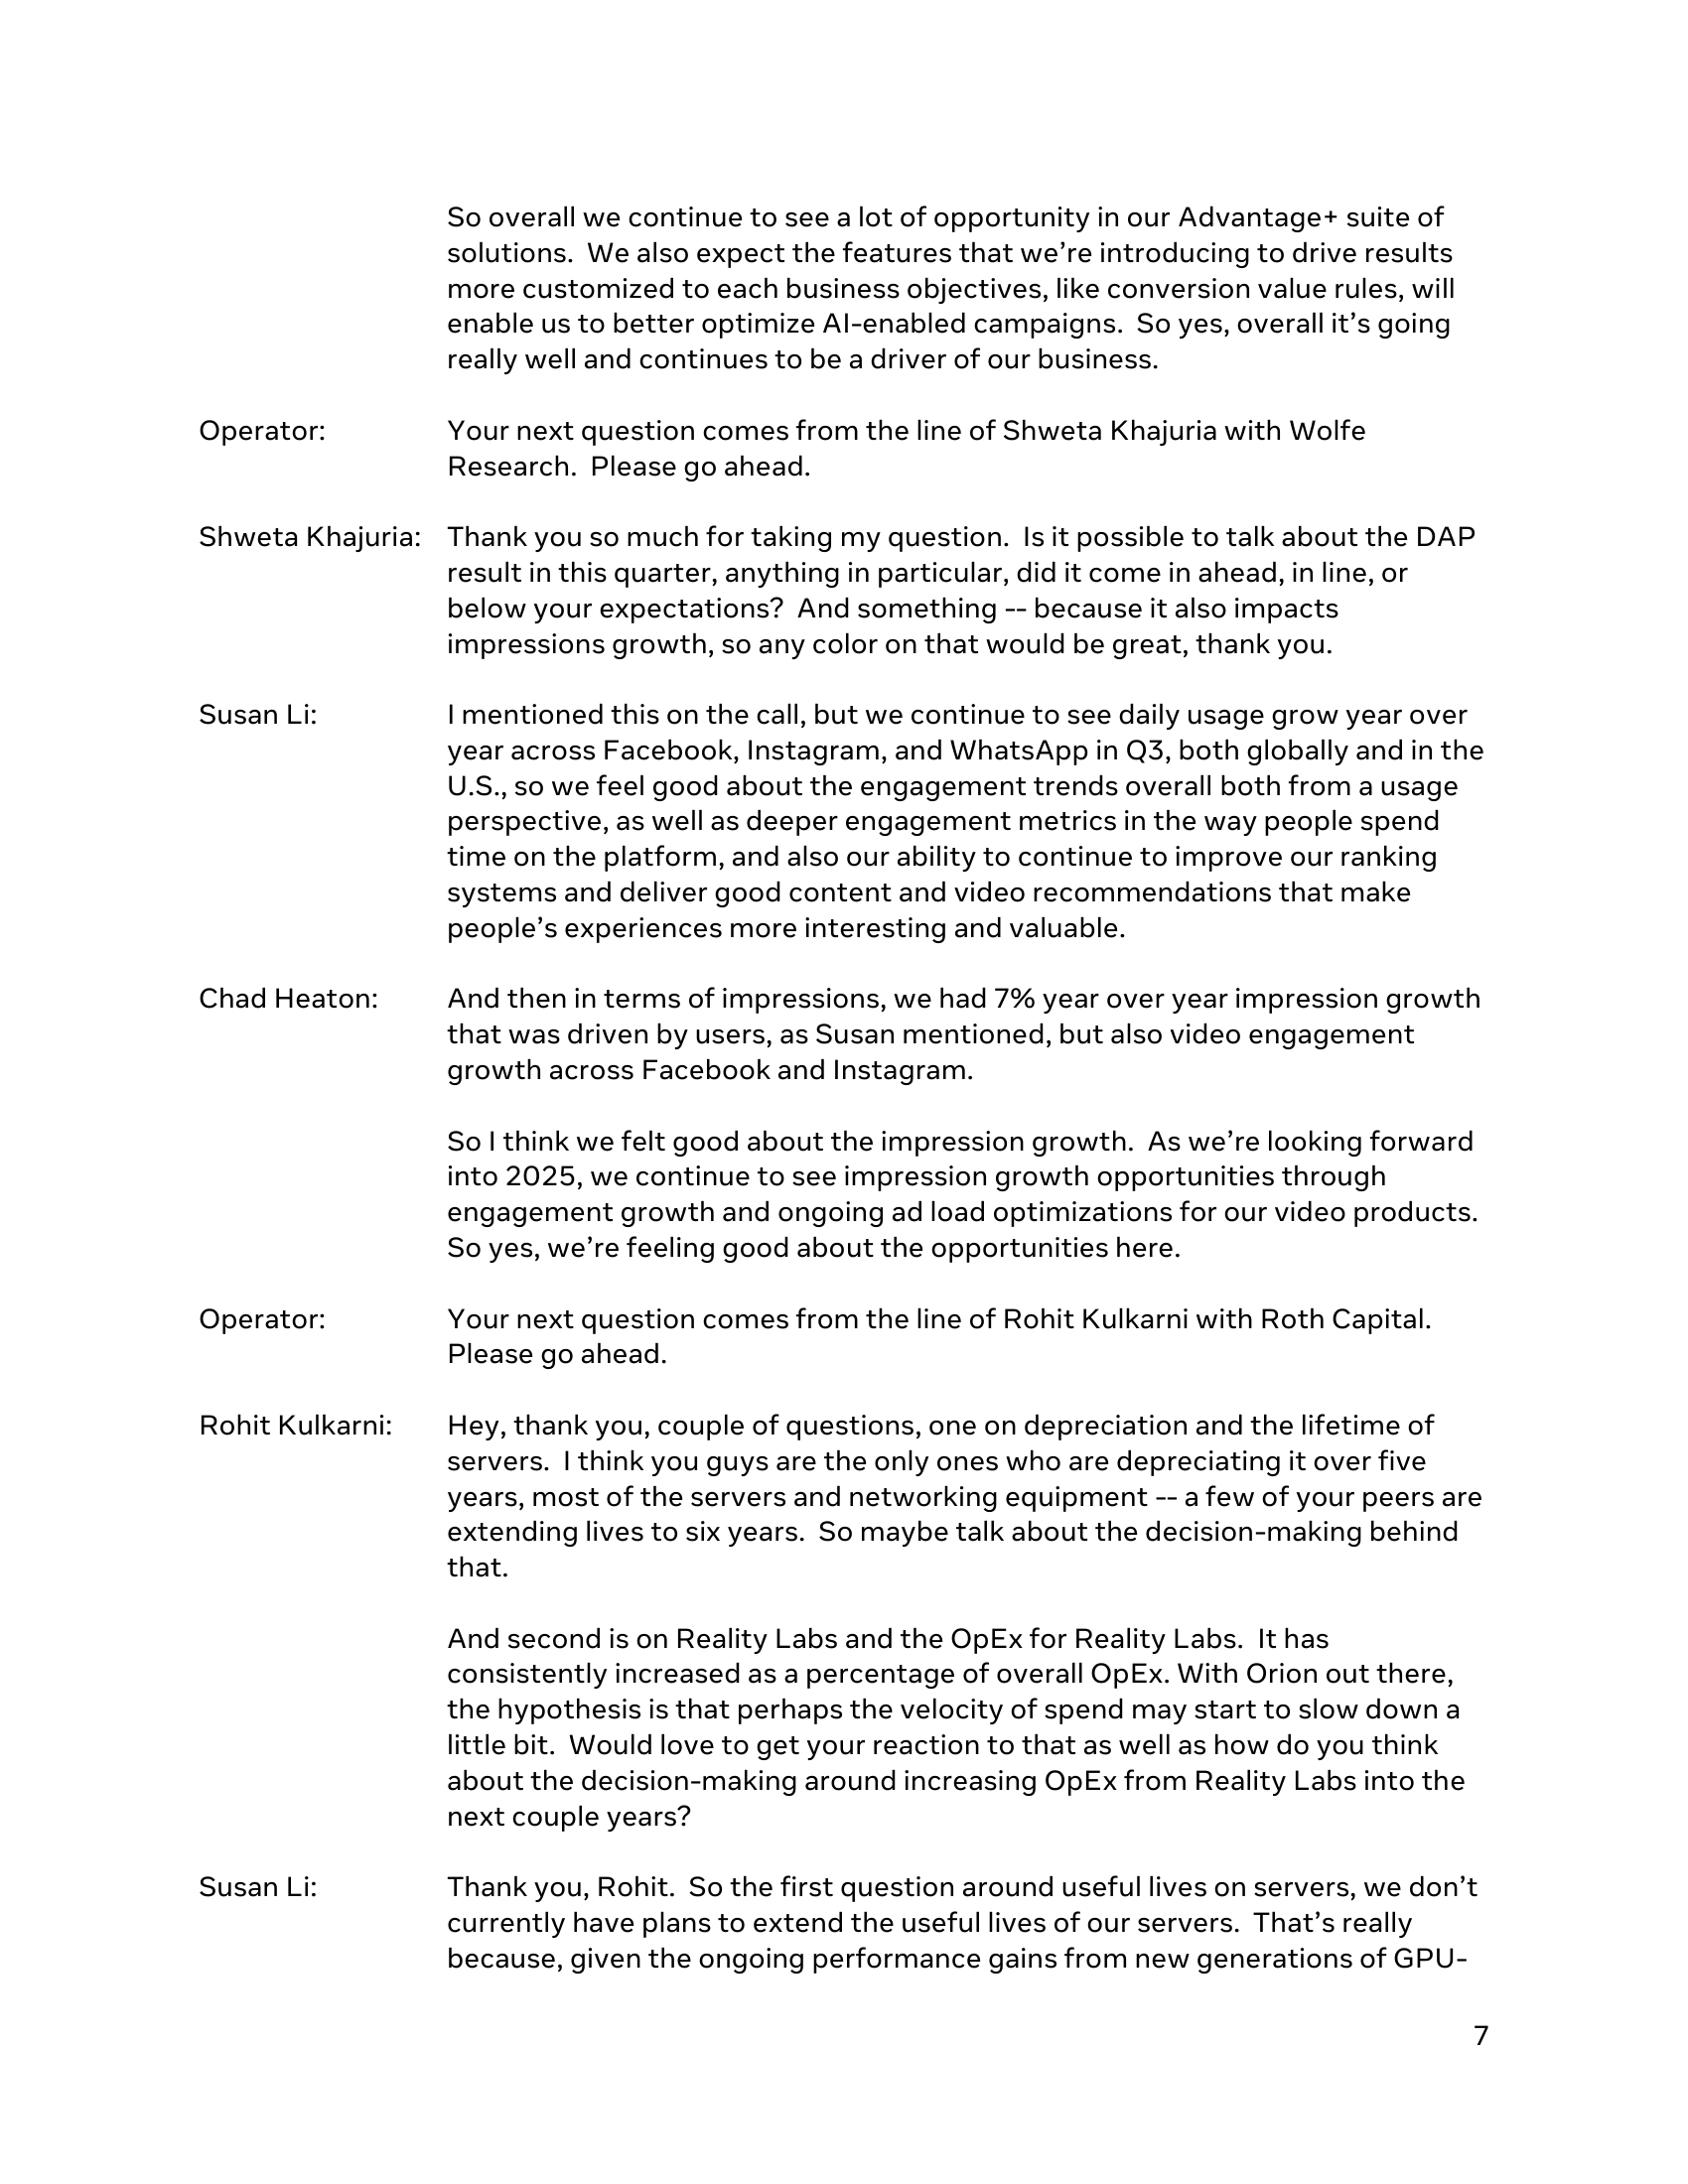 So overall we continue to see a lot of opportunity in our Advantage+ suite of
solutions.  We also expect the features that we’re introducing to drive results
more customized to each business objectives, like conversion value rules, will
enable us to better optimize AI-enabled campaigns.  So yes, overall it’s going
really well and continues to be a driver of our business.
Operator: Your next question comes from the line of Shweta Khajuria with Wolfe
Research.  Please go ahead.
Shweta Khajuria: Thank you so much for taking my question.  Is it possible to talk about the DAP
result in this quarter, anything in particular, did it come in ahead, in line, or
below your expectations?  And something -- because it also impacts
impressions growth, so any color on that would be great, thank you.
Susan Li: I mentioned this on the call, but we continue to see daily usage grow year over
year across Facebook, Instagram, and WhatsApp in Q3, both globally and in the
U.S., so we feel good about the engagement trends overall both from a usage
perspective, as well as deeper engagement metrics in the way people spend
time on the platform, and also our ability to continue to improve our ranking
systems and deliver good content and video recommendations that make
people’s experiences more interesting and valuable.
Chad Heaton: And then in terms of impressions, we had 7% year over year impression growth
that was driven by users, as Susan mentioned, but also video engagement
growth across Facebook and Instagram.
So I think we felt good about the impression growth.  As we’re looking forward
into 2025, we continue to see impression growth opportunities through
engagement growth and ongoing ad load optimizations for our video products.
So yes, we’re feeling good about the opportunities here.
Operator: Your next question comes from the line of Rohit Kulkarni with Roth Capital.
Please go ahead.
Rohit Kulkarni: Hey, thank you, couple of questions, one on depreciation and the lifetime of
servers.  I think you guys are the only ones who are depreciating it over five
years, most of the servers and networking equipment -- a few of your peers are
extending lives to six years.  So maybe talk about the decision-making behind
that.
And second is on Reality Labs and the OpEx for Reality Labs.  It has
consistently increased as a percentage of overall OpEx. With Orion out there,
the hypothesis is that perhaps the velocity of spend may start to slow down a
little bit.  Would love to get your reaction to that as well as how do you think
about the decision-making around increasing OpEx from Reality Labs into the
next couple years?
Susan Li: Thank you, Rohit.  So the first question around useful lives on servers, we don’t
currently have plans to extend the useful lives of our servers.  That’s really
because, given the ongoing performance gains from new generations of GPU-
7